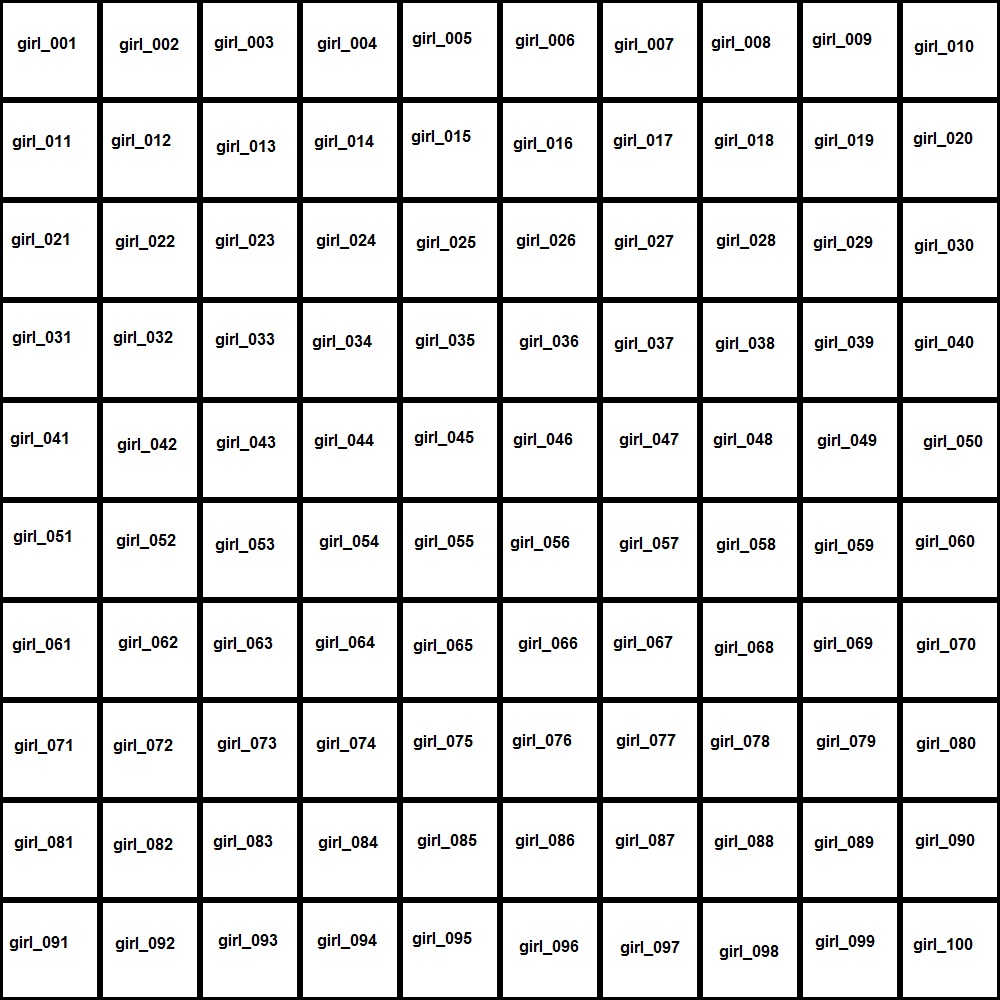 girl_001 girl_002 girl_003 girl_004 girl_005 girl_006 girl_007 girl_008 girl_009 girl_010
girl_011 girl_012 girl_013 girl_014 girl_015 girl_016 girl_017 girl_018 girl_019 girl_020
girl_021 girl_022 girl_023 girl_024 girl_025 girl_026 girl_027 girl_028 girl_029 girl_030
girl_031 girl_032 girl_033 girl_034 girl_035 girl_036 girl_037 girl_038 girl_039 girl_040
girl_041 girl_042 girl_043 girl_044 girl_045 girl_046 girl_047 girl_048 girl_049 girl_050
girl_051 girl_052 girl_053 girl_054 girl_055 girl_056 girl_057 girl_058 girl_059 girl_060
girl_061 girl_062 girl_063 girl_064 girl_065 girl_066 girl_067 girl_068 girl_069 girl_070
girl_071 girl_072 girl_073 girl_074 girl_075 girl_076 girl_077 girl_078 girl_079 girl_080
girl_081 girl_082 girl_083 girl_084 girl_085 girl_086 girl_087 girl_088 girl_089 girl_090
girl_091 girl_092 girl_093 girl_094 girl_095 girl_096 girl_097 girl_098 girl_099 girl_100